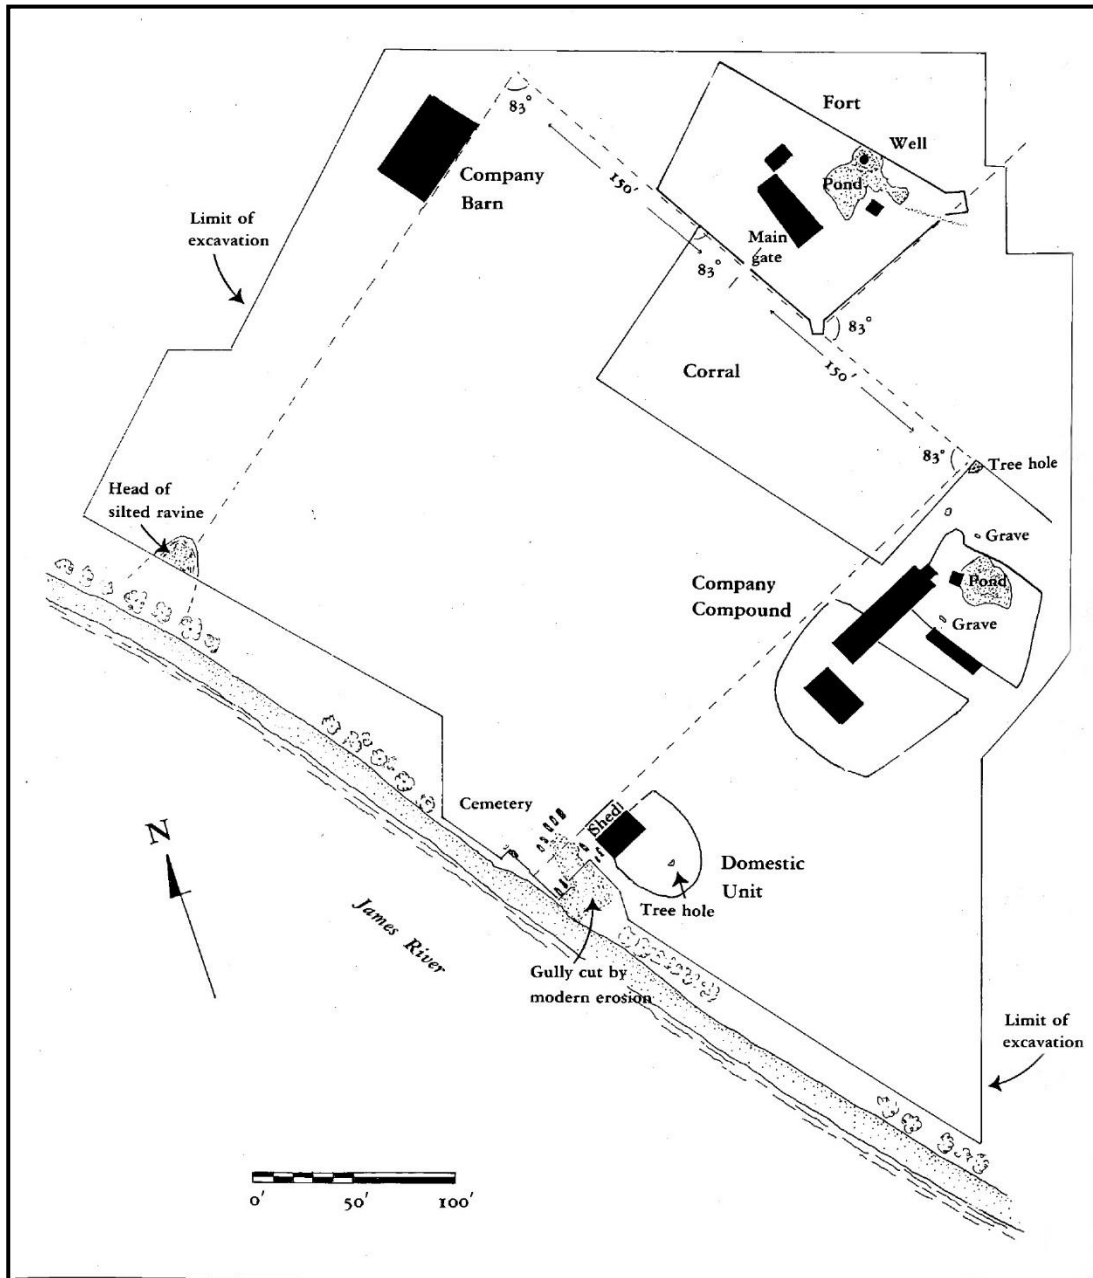 83°
Fort
Well
Company
Barn
150'
Pond
Limit of
excavation
Main
gate
83°
83°
Corral
150'
83°
Tree hole
Head of
silted ravine
Grave
Company
Compound
Pond
Grave
Cemetery
Shed
Domestic
Unit
N
Tree hole
James River
Gully cut by
modern erosion
Limit of
excavation
0' 50' 100'